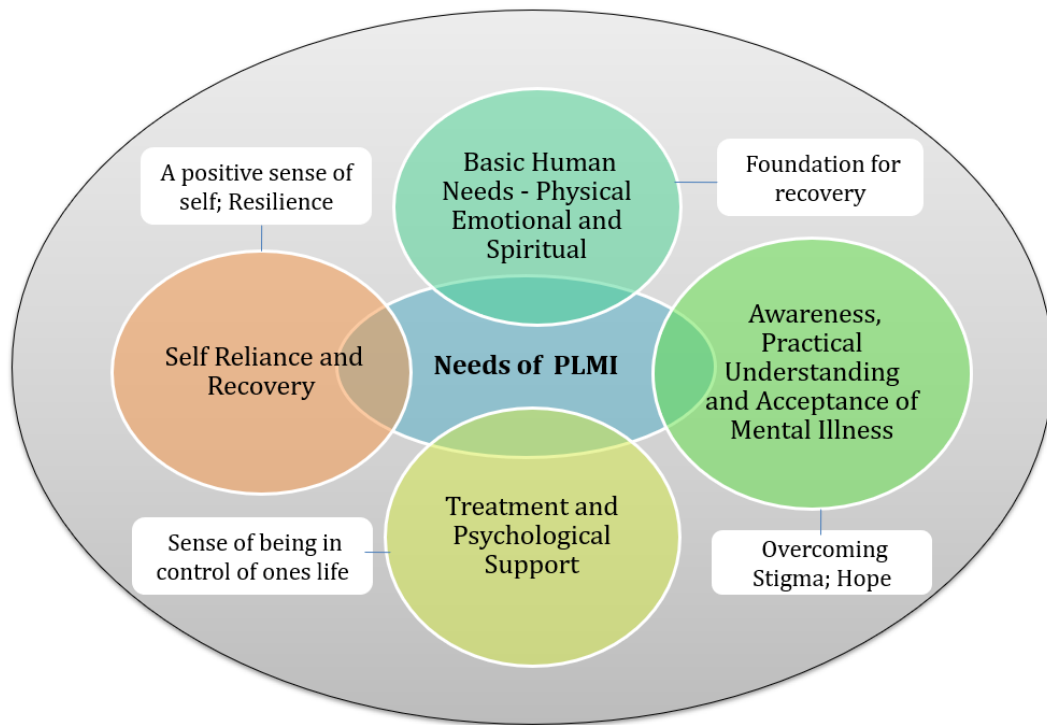 Basic Human
Needs - Physical
Emotional and
Spiritual
Foundation for
recovery
A positive sense of
self; Resilience
Self Reliance and
Recovery
Needs of PLMI
Awareness,
Practical
Understanding
and Acceptance of
Mental Illness
Treatment and
Psychological
Support
Sense of being in
control of ones life
Overcoming
Stigma; Hope